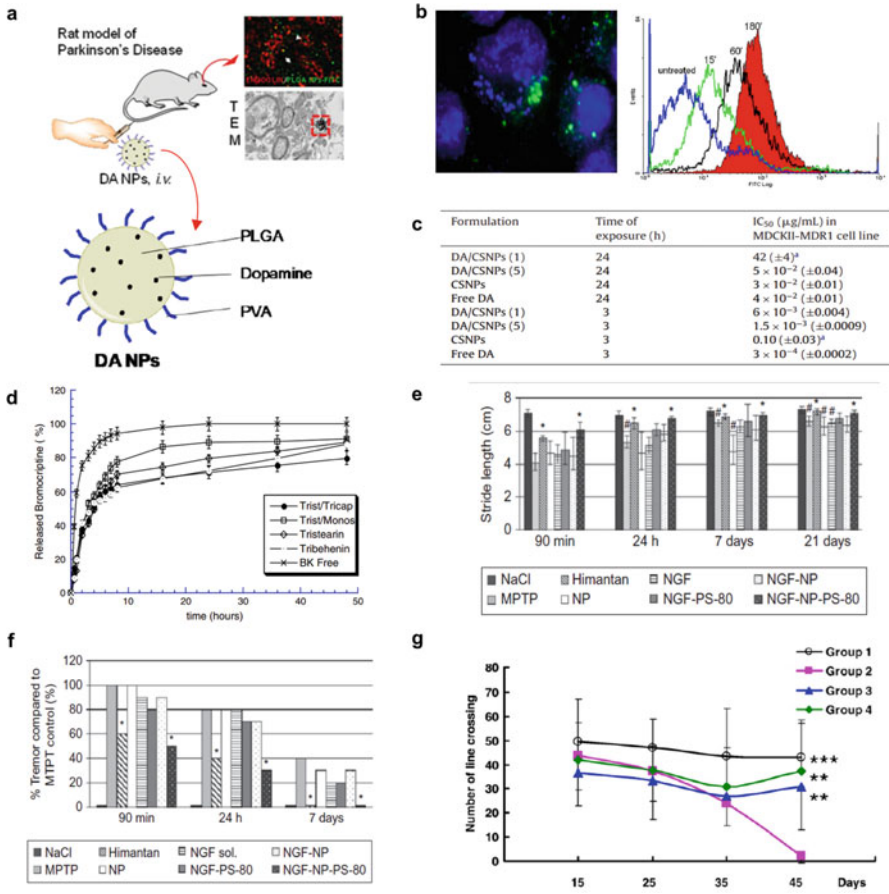 a
Rat model of
Parkinson's Disease
T
E
M
DA NPs, i.v.
PLGA
Dopamine
PVA
DA NPs
b
untreated
15'
60'
180'
Events
FITC Log
c
Formulation Time of exposure (h) IC50 (μg/mL) in MDCKII-MDR1 cell line
DA/CSNPs (1) 24 42 (±4)a
DA/CSNPs (5) 24 5 × 10−2 (±0.04)
CSNPs 24 3 × 10−2 (±0.01)
Free DA 24 4 × 10−2 (±0.01)
DA/CSNPs (1) 3 6 × 10−3 (±0.004)
DA/CSNPs (5) 3 1.5 × 10−3 (±0.0009)
CSNPs 3 0.10 (±0.03)a
Free DA 3 3 × 10−4 (±0.0002)
d
Released Bromocriptine (%)
120
100
80
60
40
20
0
Trist/Tricap
Trist/Monos
Tristearin
Tribehenin
BK Free
0 10 20 30 40 50
time (hours)
e
Stride length (cm)
8
6
4
2
0
* # * * # * # * # * # #
*
90 min 24 h 7 days 21 days
NaCl Himantan NGF NGF-NP
MPTP NP NGF-PS-80 NGF-NP-PS-80
f
% Tremor compared to
MTPT control (%)
120
100
80
60
40
20
0
* * * * * *
90 min 24 h 7 days
NaCl Himantan NGF sol. NGF-NP
MPTP NP NGF-PS-80 NGF-NP-PS-80
g
Group 1
Group 2
Group 3
Group 4
Number of line crossing
80
70
60
50
40
30
20
10
0
***
**
**
15 25 35 45 Days